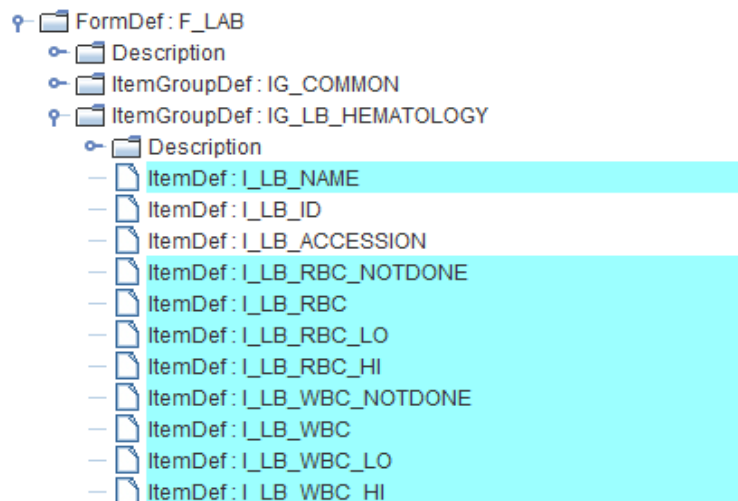 FormDef : F_LAB
Description
ItemGroupDef : IG_COMMON
ItemGroupDef : IG_LB_HEMATOLOGY
Description
ItemDef : I_LB_NAME
ItemDef : I_LB_ID
ItemDef : I_LB_ACCESSION
ItemDef : I_LB_RBC_NOTDONE
ItemDef : I_LB_RBC
ItemDef : I_LB_RBC_LO
ItemDef : I_LB_RBC_HI
ItemDef : I_LB_WBC_NOTDONE
ItemDef : I_LB_WBC
ItemDef : I_LB_WBC_LO
ItemDef : I_LB_WBC_HI